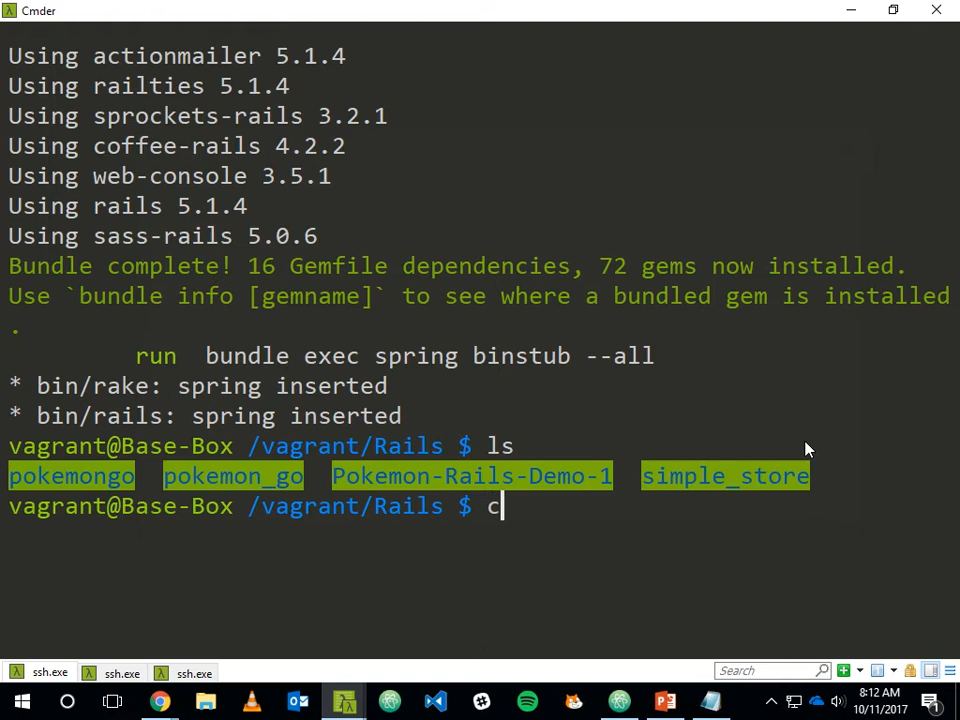 Cmder
Using actionmailer 5.1.4
Using railties 5.1.4
Using sprockets-rails 3.2.1
Using coffee-rails 4.2.2
Using web-console 3.5.1
Using rails 5.1.4
Using sass-rails 5.0.6
Bundle complete! 16 Gemfile dependencies, 72 gems now installed.
Use `bundle info [gemname]` to see where a bundled gem is installed
.
run  bundle exec spring binstub --all
* bin/rake: spring inserted
* bin/rails: spring inserted
vagrant@Base-Box /vagrant/Rails $ ls
pokemongo  pokemon_go  Pokemon-Rails-Demo-1  simple_store
vagrant@Base-Box /vagrant/Rails $ c
ssh.exe ssh.exe ssh.exe Search
8:12 AM
10/11/2017
1